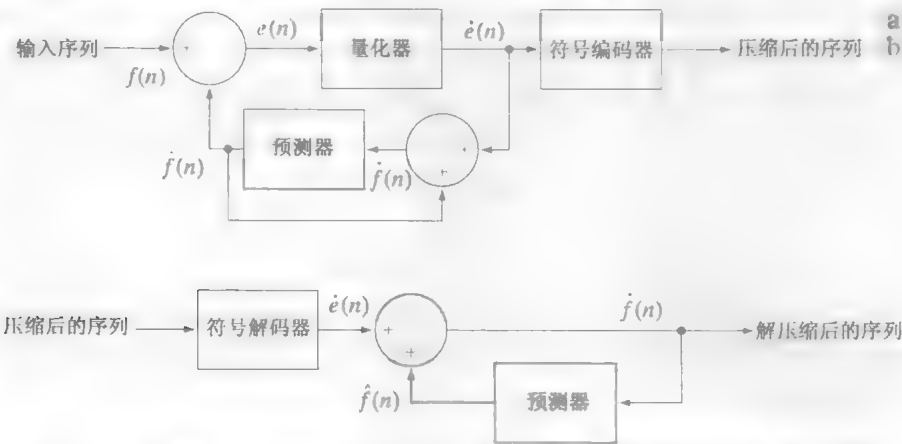 输入序列
f(n)
e(n)
量化器
ė(n)
符号编码器
压缩后的序列
a
b
ḟ(n)
预测器
ḟ(n)
+
+
压缩后的序列
符号解码器
ė(n)
+
+
ḟ(n)
解压缩后的序列
f̂(n)
预测器